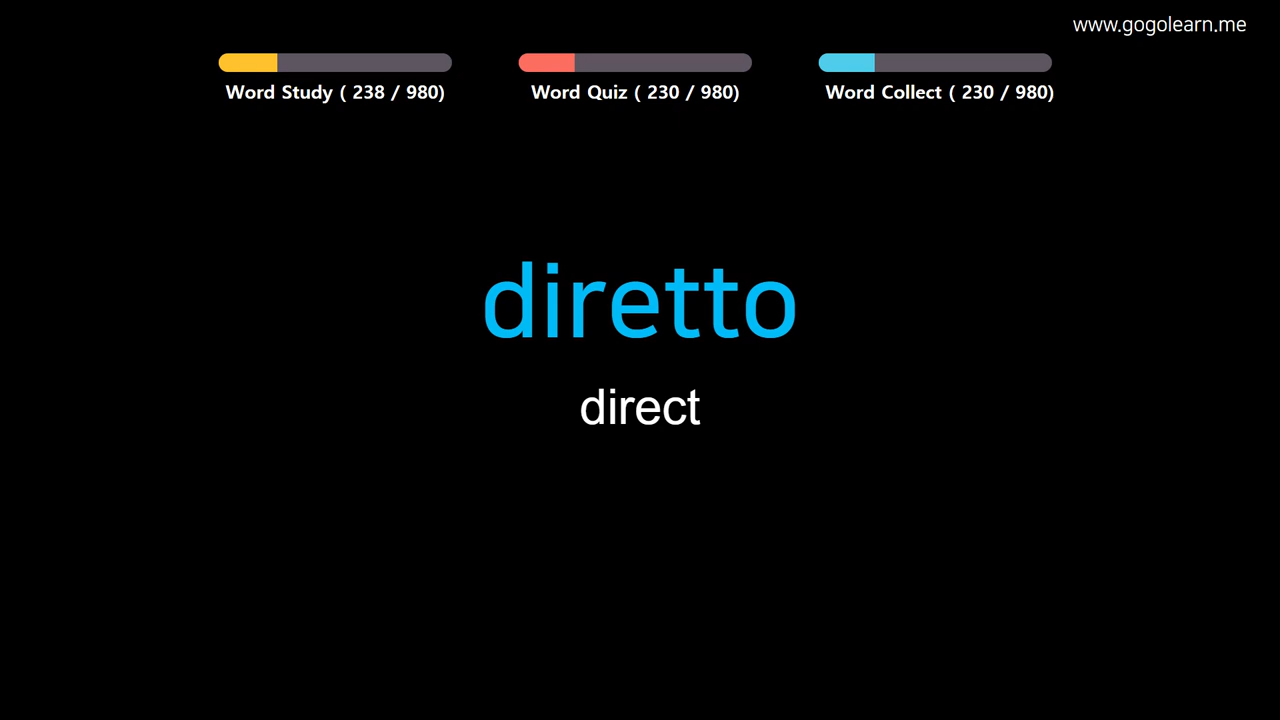 www.gogolearn.me
Word Study ( 238 / 980)
Word Quiz ( 230 / 980)
Word Collect ( 230 / 980)
diretto
direct